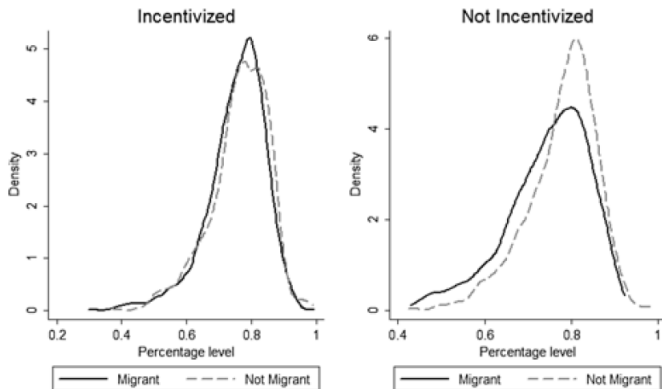 Incentivized
Density
5
4
3
2
1
0
0.2 0.4 0.6 0.8 1
Percentage level
Migrant Not Migrant
Not Incentivized
Density
6
4
2
0
0.4 0.6 0.8 1
Percentage level
Migrant Not Migrant